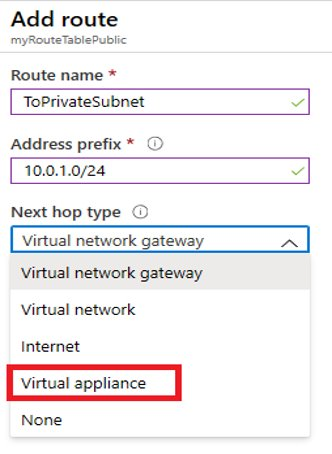 Add route
myRouteTablePublic
Route name *
ToPrivateSubnet
Address prefix *
10.0.1.0/24
Next hop type
Virtual network gateway
Virtual network gateway
Virtual network
Internet
Virtual appliance
None